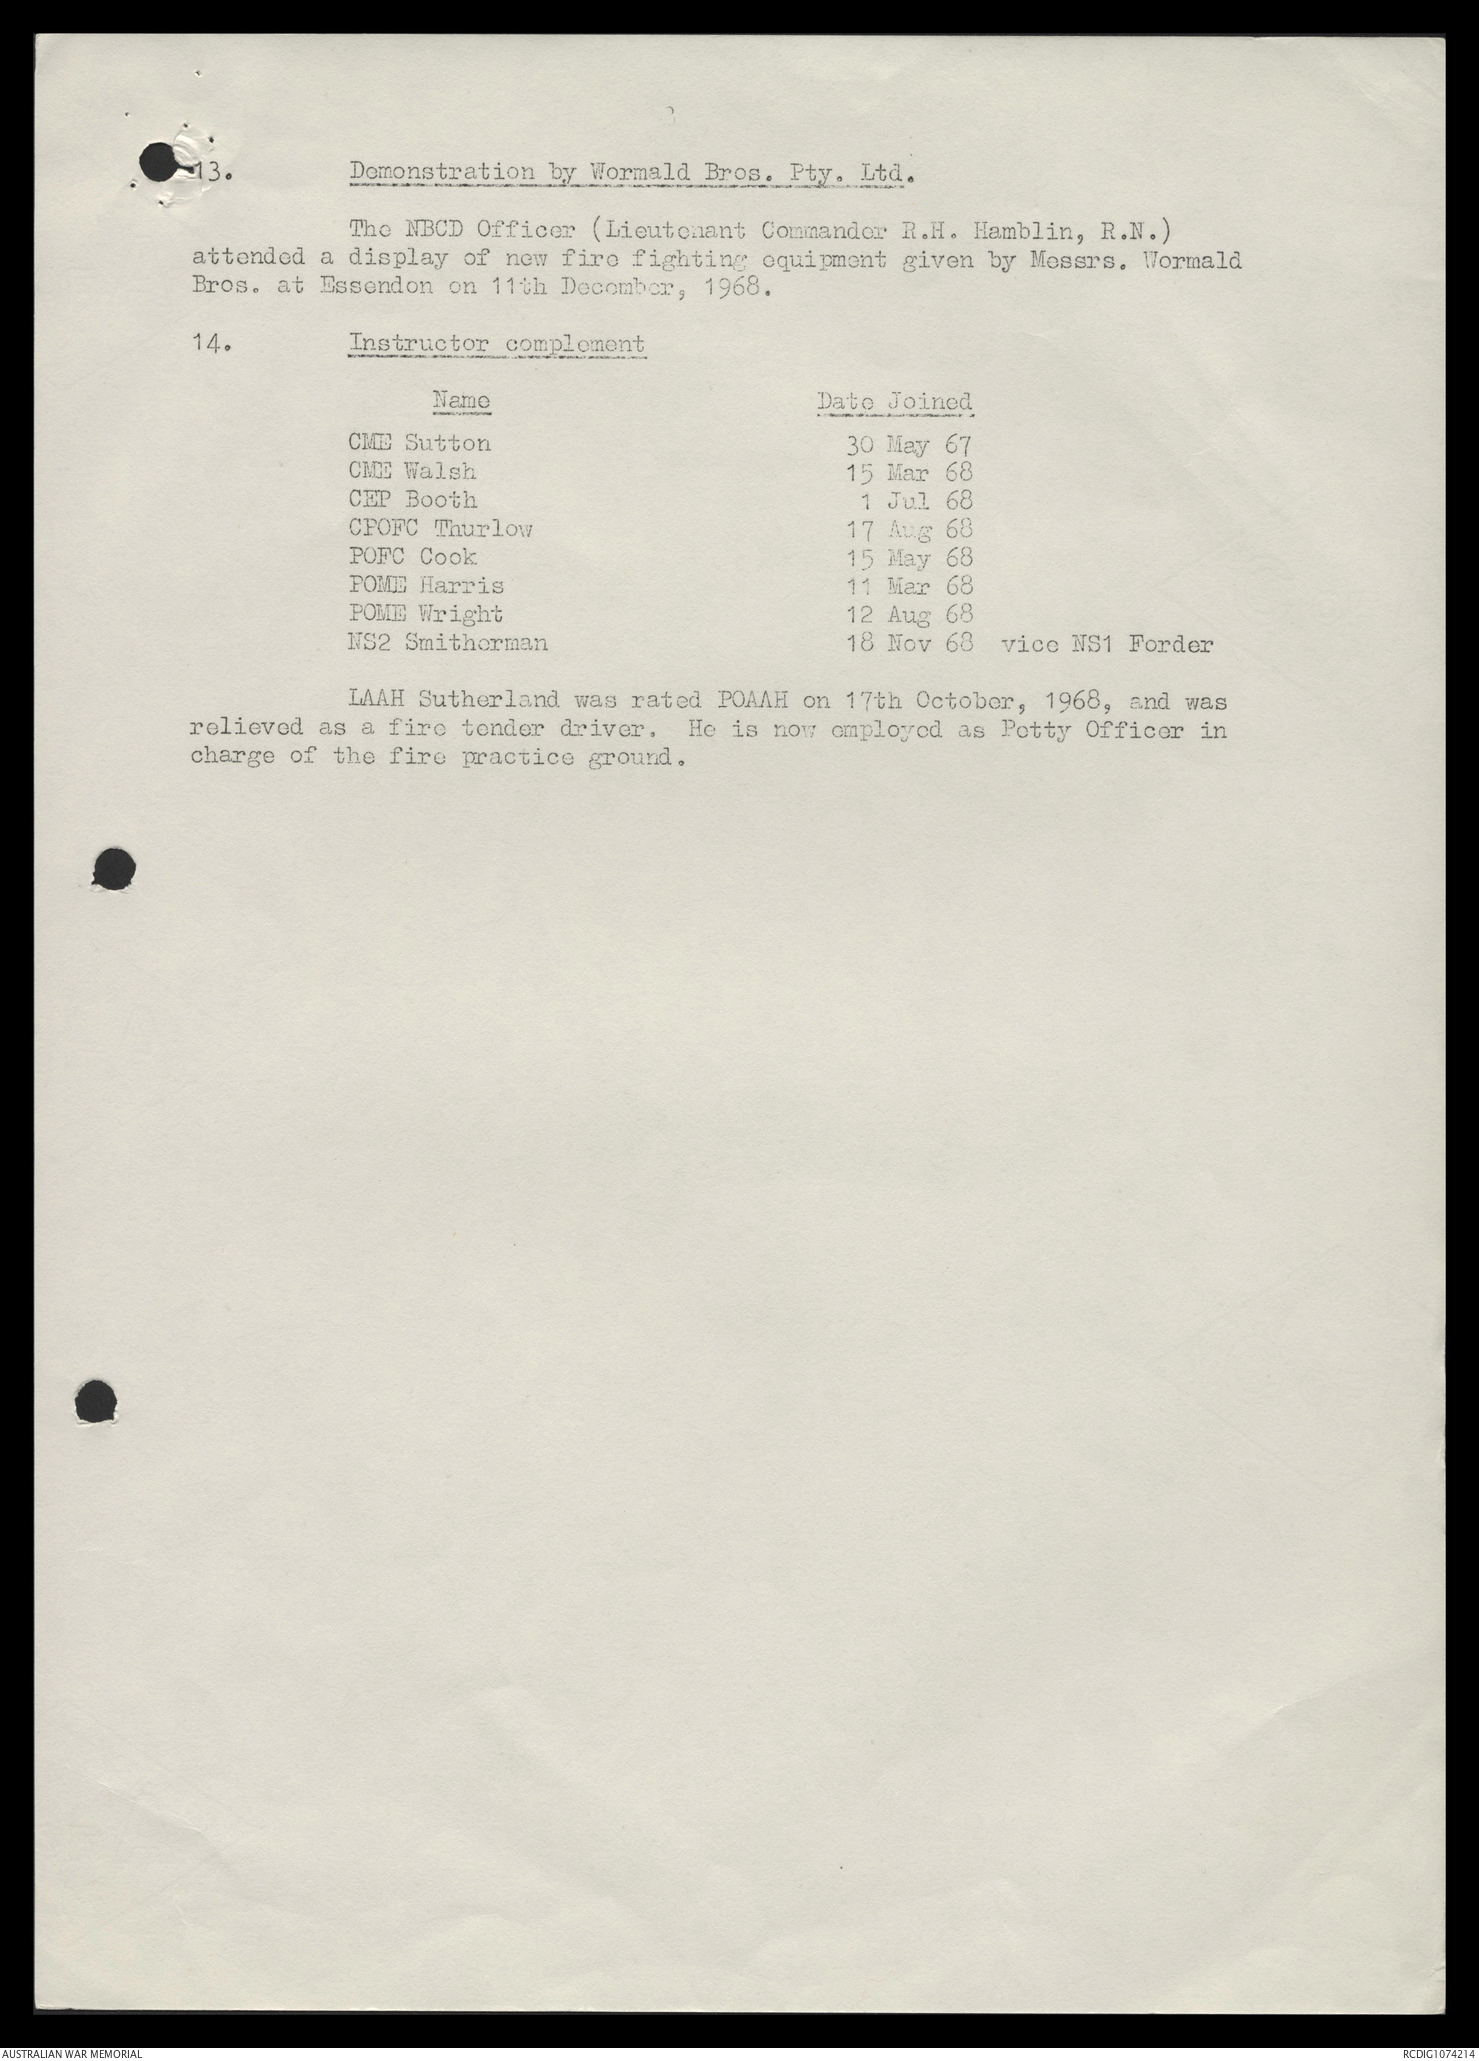 13. Demonstration by Wormald Bros. Pty. Ltd.
The NBCD Officer (Lieutenant Commander R.H. Hamblin, R.N.)
attended a display of new fire fighting equipment given by Messrs. Wormald
Bros. at Essendon on 11th December, 1968.
14. Instructor complement
Name Date Joined
CME Sutton 30 May 67
CME Walsh 15 Mar 68
CEP Booth 1 Jul 68
CPOFC Thurlow 17 Aug 68
POFC Cook 15 May 68
POME Harris 11 Mar 68
POME Wright 12 Aug 68
NS2 Smitherman 18 Nov 68 vice NS1 Forder
LAAH Sutherland was rated POAAH on 17th October, 1968, and was
relieved as a fire tender driver. He is now employed as Petty Officer in
charge of the fire practice ground.
AUSTRALIAN WAR MEMORIAL RCDIG1074214